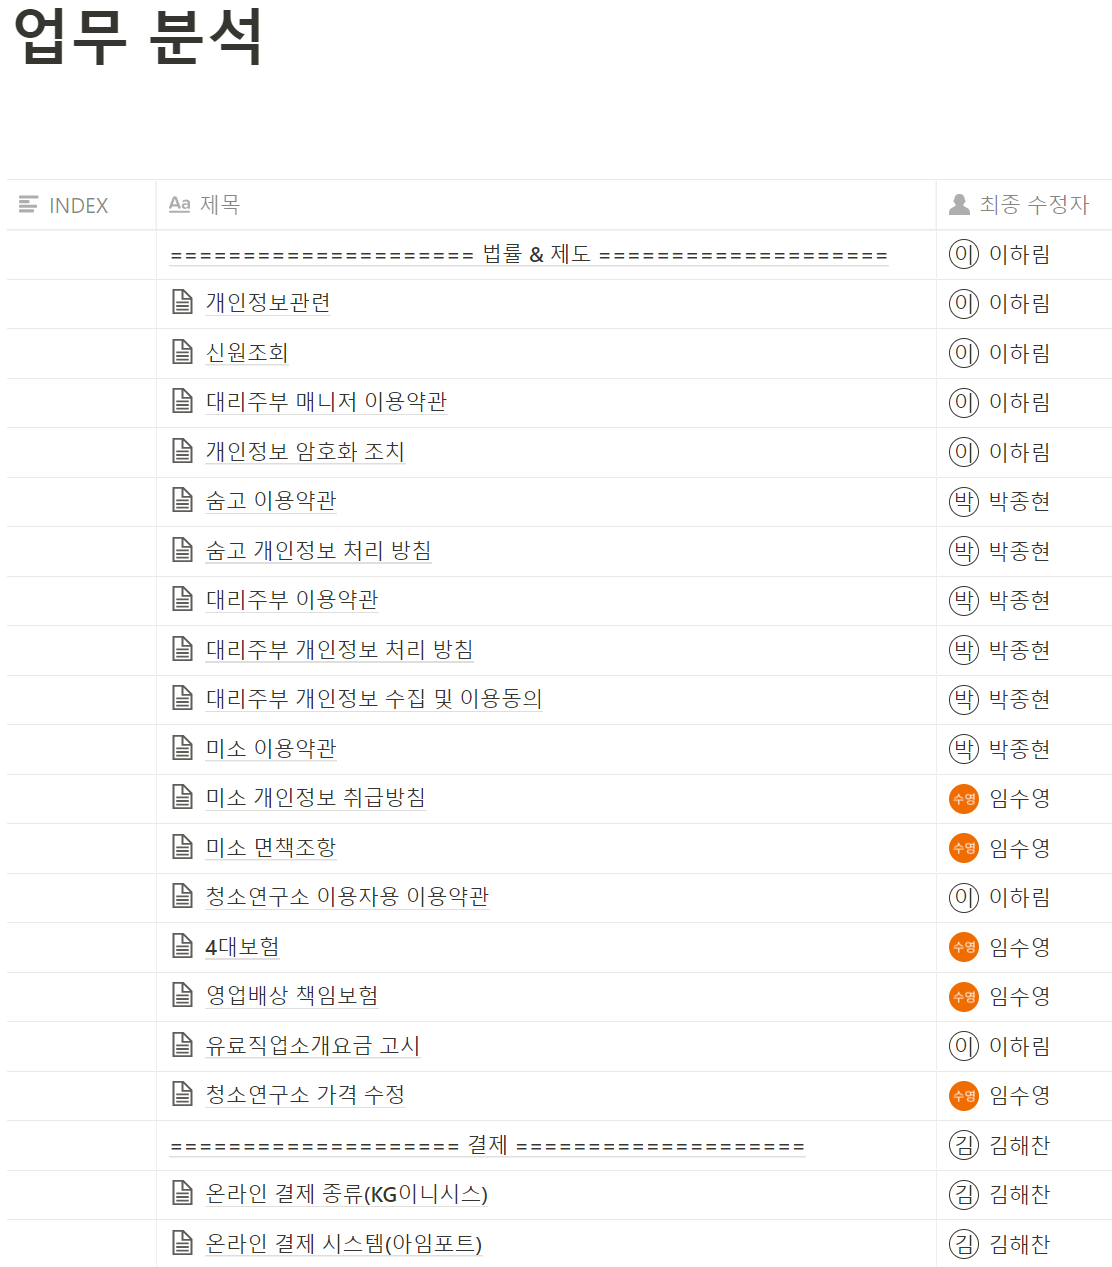 업무 분석
INDEX Aa 제목 최종 수정자
===================== 법률 & 제도 ==================== 이 이하림
개인정보관련 이 이하림
신원조회 이 이하림
대리주부 매니저 이용약관 이 이하림
개인정보 암호화 조치 이 이하림
숨고 이용약관 박 박종현
숨고 개인정보 처리 방침 박 박종현
대리주부 이용약관 박 박종현
대리주부 개인정보 처리 방침 박 박종현
대리주부 개인정보 수집 및 이용동의 박 박종현
미소 이용약관 박 박종현
미소 개인정보 취급방침 수영 임수영
미소 면책조항 수영 임수영
청소연구소 이용자용 이용약관 이 이하림
4대보험 수영 임수영
영업배상 책임보험 수영 임수영
유료직업소개요금 고시 이 이하림
청소연구소 가격 수정 수영 임수영
==================== 결제 ==================== 김 김해찬
온라인 결제 종류(KG이니시스) 김 김해찬
온라인 결제 시스템(아임포트) 김 김해찬